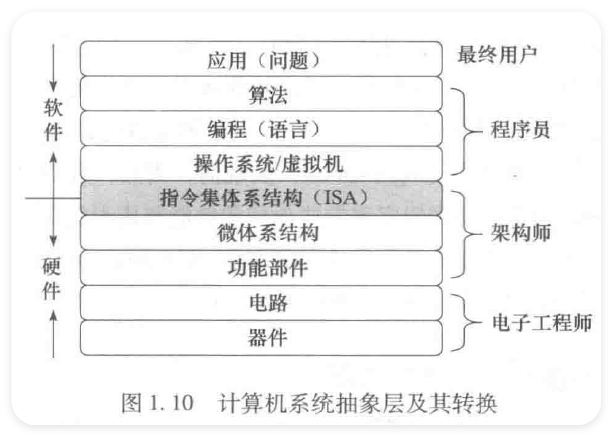 应用（问题）
最终用户
算法
编程（语言）
操作系统/虚拟机
程序员
软件
指令集体系结构（ISA）
微体系结构
功能部件
架构师
硬件
电路
器件
电子工程师
图 1.10 计算机系统抽象层及其转换